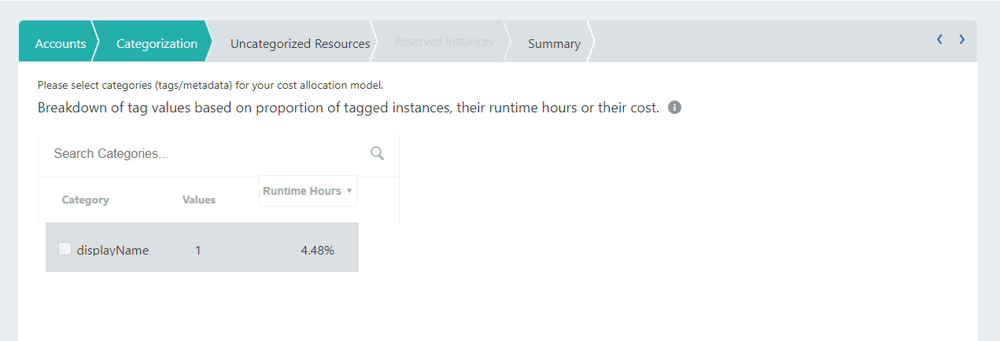 Accounts Categorization Uncategorized Resources Reserved Instances Summary
Please select categories (tags/metadata) for your cost allocation model.
Breakdown of tag values based on proportion of tagged instances, their runtime hours or their cost.
Search Categories...
Category Values Runtime Hours
displayName 1 4.48%